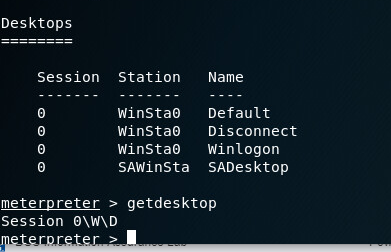 Desktops
========
Session Station Name
------- ------- ----
0 WinSta0 Default
0 WinSta0 Disconnect
0 WinSta0 Winlogon
0 SAWinSta SADesktop
meterpreter > getdesktop
Session 0\W\D
meterpreter >